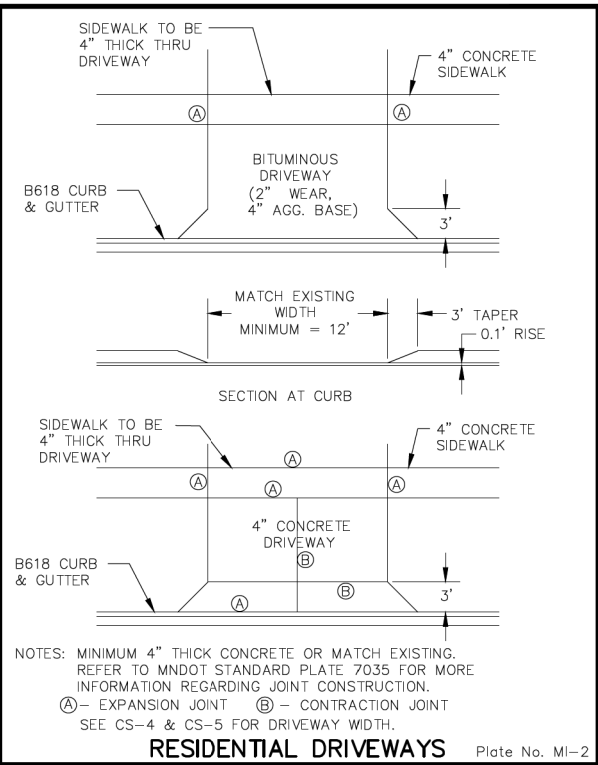 SIDEWALK TO BE
4" THICK THRU
DRIVEWAY
4" CONCRETE
SIDEWALK
A
A
BITUMINOUS
DRIVEWAY
(2" WEAR,
4" AGG. BASE)
B618 CURB
& GUTTER
3'
MATCH EXISTING
WIDTH
MINIMUM = 12'
3' TAPER
0.1' RISE
SECTION AT CURB
SIDEWALK TO BE
4" THICK THRU
DRIVEWAY
4" CONCRETE
SIDEWALK
A
A
A
A
4" CONCRETE
DRIVEWAY
B
B618 CURB
& GUTTER
B
3'
A
NOTES: MINIMUM 4" THICK CONCRETE OR MATCH EXISTING.
REFER TO MNDOT STANDARD PLATE 7035 FOR MORE
INFORMATION REGARDING JOINT CONSTRUCTION.
A – EXPANSION JOINT B – CONTRACTION JOINT
SEE CS-4 & CS-5 FOR DRIVEWAY WIDTH.
RESIDENTIAL DRIVEWAYS Plate No. MI-2